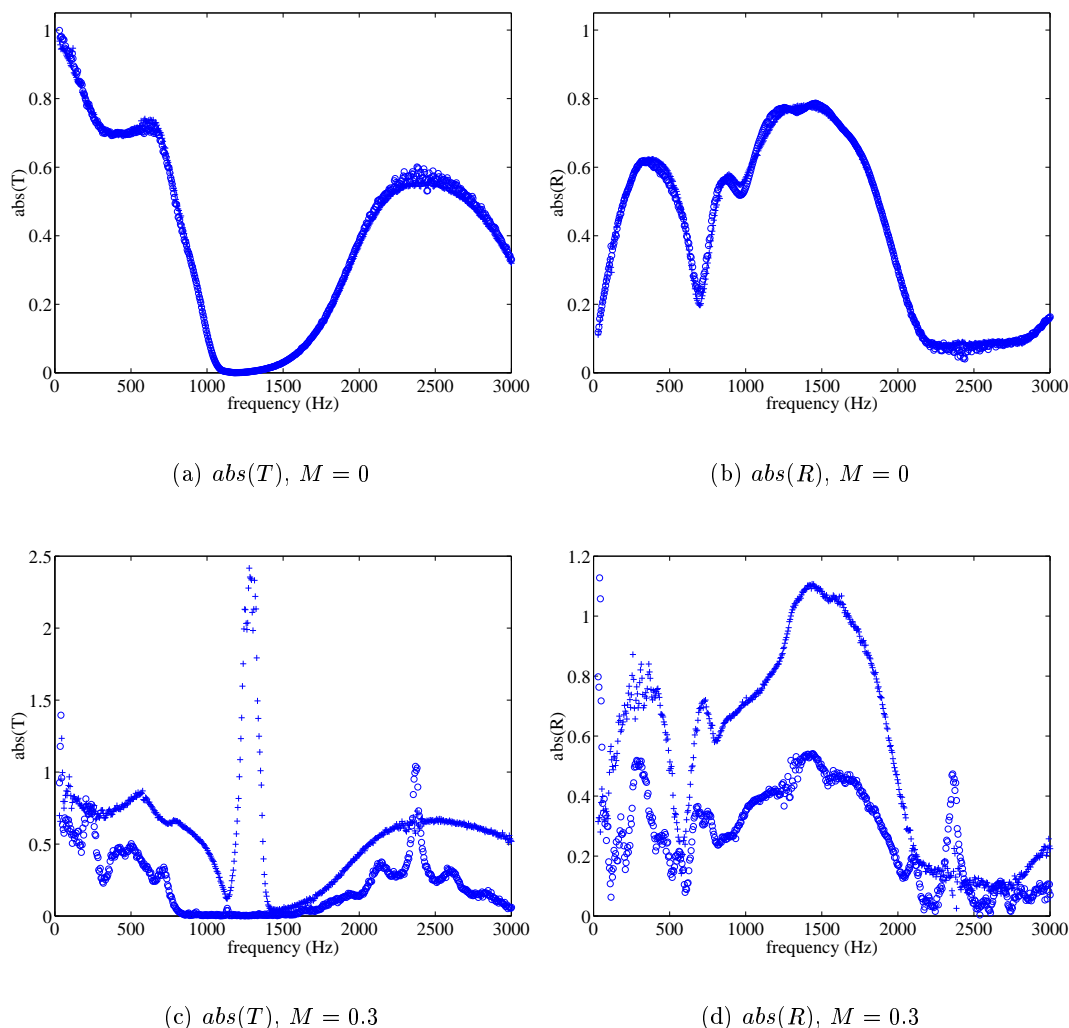 1
0.8
0.6
0.4
0.2
0
abs(T)
0 500 1000 1500 2000 2500 3000
frequency (Hz)
(a) abs(T), M = 0
1
0.8
0.6
0.4
0.2
0
abs(R)
0 500 1000 1500 2000 2500 3000
frequency (Hz)
(b) abs(R), M = 0
2.5
2
1.5
1
0.5
0
abs(T)
0 500 1000 1500 2000 2500 3000
frequency (Hz)
(c) abs(T), M = 0.3
1.2
1
0.8
0.6
0.4
0.2
0
abs(R)
0 500 1000 1500 2000 2500 3000
frequency (Hz)
(d) abs(R), M = 0.3